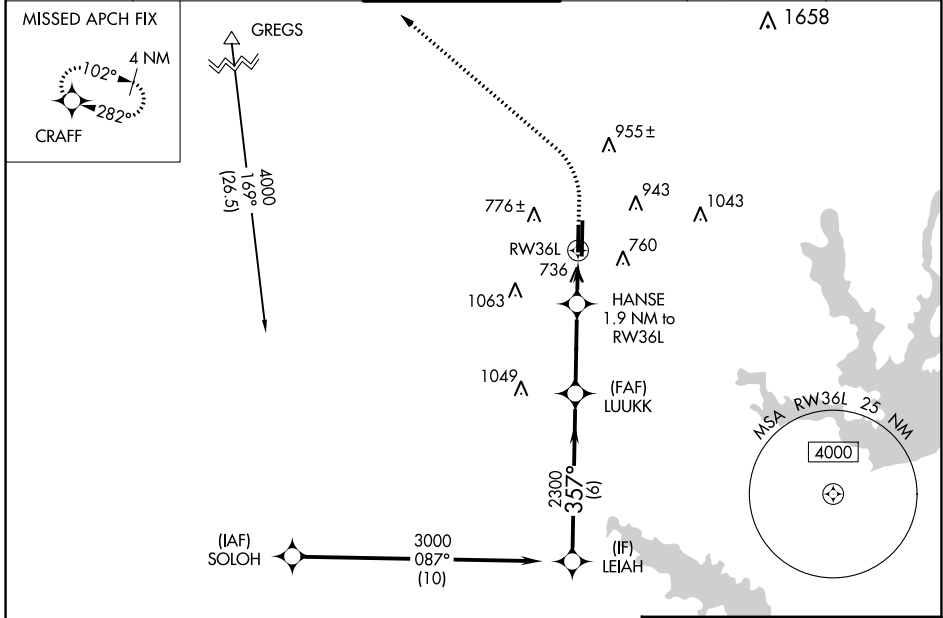 MISSED APCH FIX
4 NM
102°
282°
CRAFF
GREGS
4000
169°
(26.5)
1658
955±
943
1043
776±
RW36L
760
736
1063
HANSE
1.9 NM to
RW36L
1049
(FAF)
LUUKK
MSA RW36L 25 NM
4000
2300
357°
(6)
(IAF)
SOLOH
3000
087°
(10)
(IF)
LEIAH